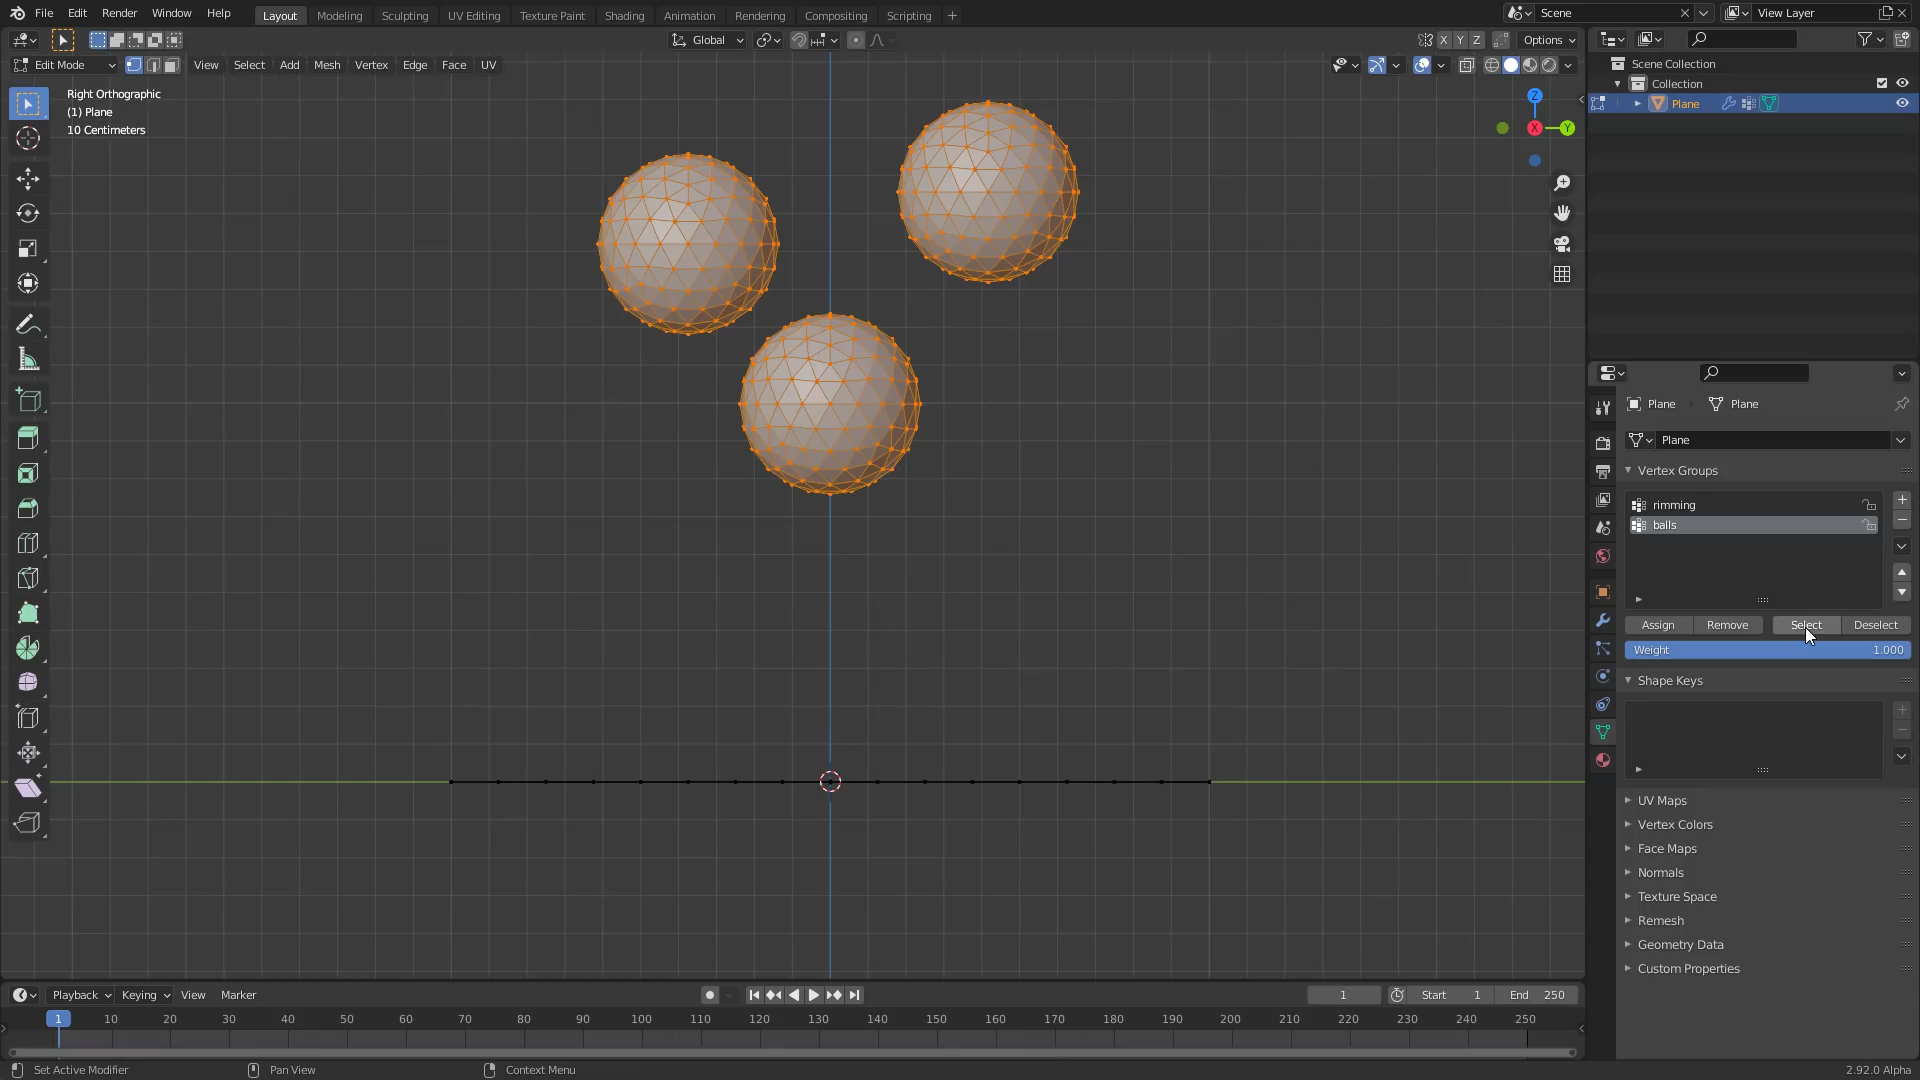 File Edit Render Window Help Layout Modeling Sculpting UV Editing Texture Paint Shading Animation Rendering Compositing Scripting + Scene View Layer
Global X Y Z Options
Edit Mode View Select Add Mesh Vertex Edge Face UV
Right Orthographic
(1) Plane
10 Centimeters
Z
X
Y
Scene Collection
Collection
Plane
Plane Plane
Plane
Vertex Groups
rimming
balls
Assign Remove Select Deselect
Weight 1.000
Shape Keys
UV Maps
Vertex Colors
Face Maps
Normals
Texture Space
Remesh
Geometry Data
Custom Properties
Playback Keying View Marker 1 Start 1 End 250
1 10 20 30 40 50 60 70 80 90 100 110 120 130 140 150 160 170 180 190 200 210 220 230 240 250
Set Active Modifier Pan View Context Menu 2.92.0 Alpha